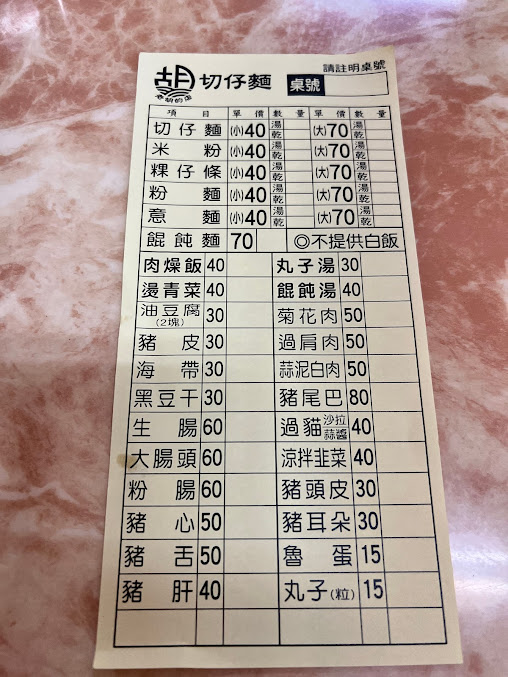 請註明桌號
胡 切仔麵 桌號
項目 單價 數量 單價 數量
切仔麵 (小)40 湯 乾 (大)70 湯 乾
米粉 (小)40 湯 乾 (大)70 湯 乾
粿仔條 (小)40 湯 乾 (大)70 湯 乾
粉麵 (小)40 湯 乾 (大)70 湯 乾
意麵 (小)40 湯 乾 (大)70 湯 乾
餛飩麵 70 ◎不提供白飯
肉燥飯 40 丸子湯 30
燙青菜 40 餛飩湯 40
油豆腐(2塊) 30 菊花肉 50
豬皮 30 過肩肉 50
海帶 30 蒜泥白肉 50
黑豆干 30 豬尾巴 80
生腸 60 過貓 沙拉 蒜醬 40
大腸頭 60 涼拌韭菜 40
粉腸 60 豬頭皮 30
豬心 50 豬耳朵 30
豬舌 50 魯蛋 15
豬肝 40 丸子(粒) 15